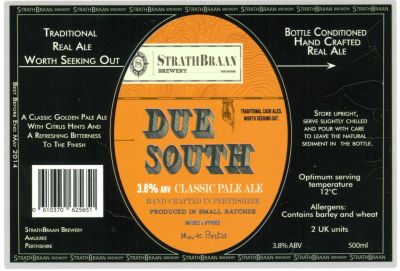 STRATHBRAAN BREWERY STRATHBRAAN BREWERY STRATHBRAAN BREWERY STRATHBRAAN BREWERY STRATHBRAAN BREWERY STRATHBRAAN BREWERY
TRADITIONAL
REAL ALE
WORTH SEEKING OUT
A CLASSIC GOLDEN PALE ALE
WITH CITRUS HINTS AND
A REFRESHING BITTERNESS
TO THE FINISH
BEST BEFORE END MAY 2014
0 610370 625651
STRATHBRAAN BREWERY
AMULREE
PERTHSHIRE
STRATHBRAAN
BREWERY
PERTHSHIRE
TRADITIONAL CASK ALES.
WORTH SEEKING OUT.
DUE
SOUTH
3.8% ABV CLASSIC PALE ALE
HAND CRAFTED IN PERTHSHIRE
PRODUCED IN SMALL BATCHES
BOTTLE CONDITIONED
HAND CRAFTED
REAL ALE
STORE UPRIGHT,
SERVE SLIGHTLY CHILLED
AND POUR WITH CARE
TO LEAVE THE NATURAL
SEDIMENT IN THE BOTTLE.
Optimum serving
temperature
12°C
Allergens:
Contains barley and wheat
2 UK units
3.8% ABV
500ml